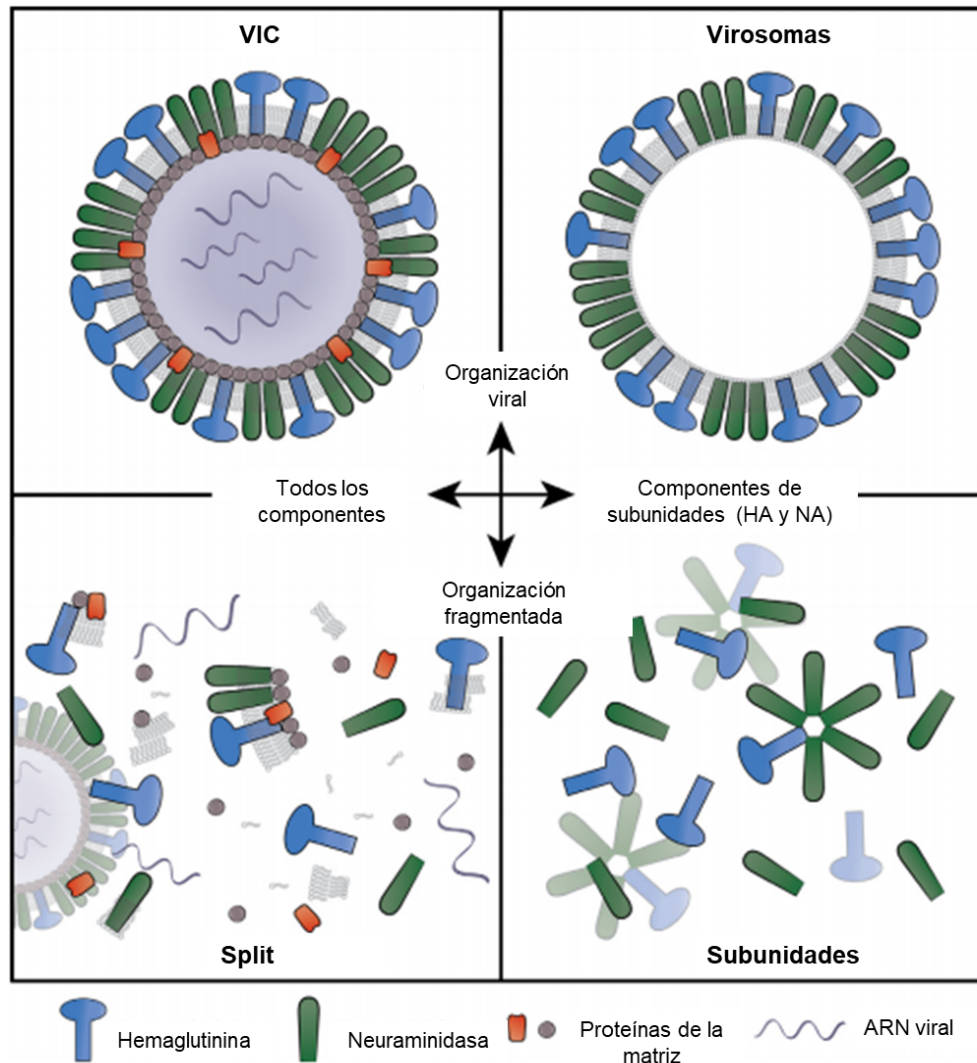 VIC
Virosomas
Organización
viral
Todos los
componentes
Componentes de
subunidades (HA y NA)
Organización
fragmentada
Split
Subunidades
Hemaglutinina
Neuraminidasa
Proteínas de la
matriz
ARN viral